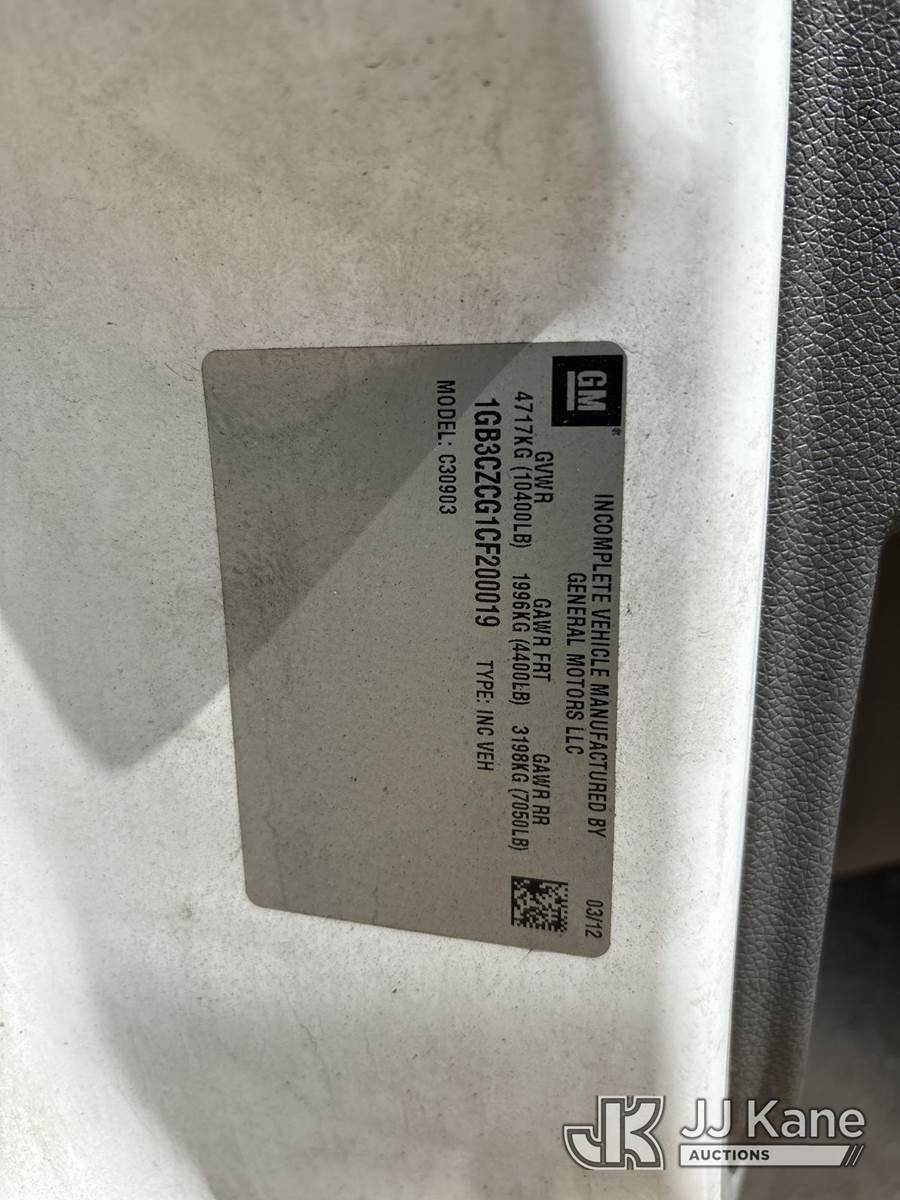 GM
INCOMPLETE VEHICLE MANUFACTURED BY 03/12
GENERAL MOTORS LLC
GVWR GAWR FRT GAWR RR
4717KG (10400LB) 1996KG (4400LB) 3198KG (7050LB)
1GB3CZCG1CF200019 TYPE: INC VEH
MODEL: C30903
JK JJ Kane
AUCTIONS